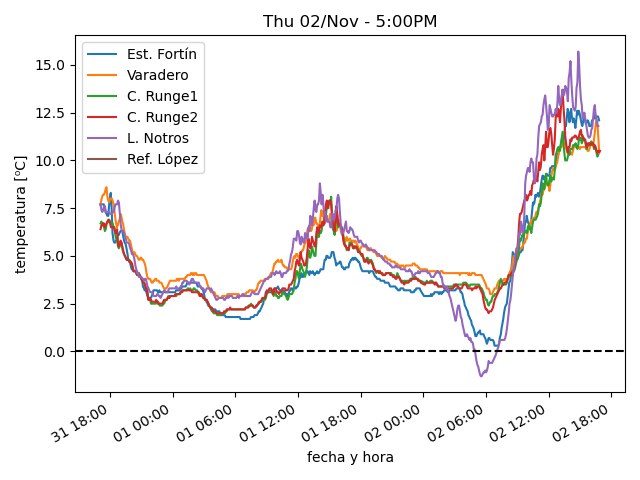 Thu 02/Nov - 5:00PM
Est. Fortín
Varadero
C. Runge1
C. Runge2
L. Notros
Ref. López
temperatura [°C]
15.0
12.5
10.0
7.5
5.0
2.5
0.0
31 18:00
01 00:00
01 06:00
01 12:00
01 18:00
02 00:00
02 06:00
02 12:00
02 18:00
fecha y hora